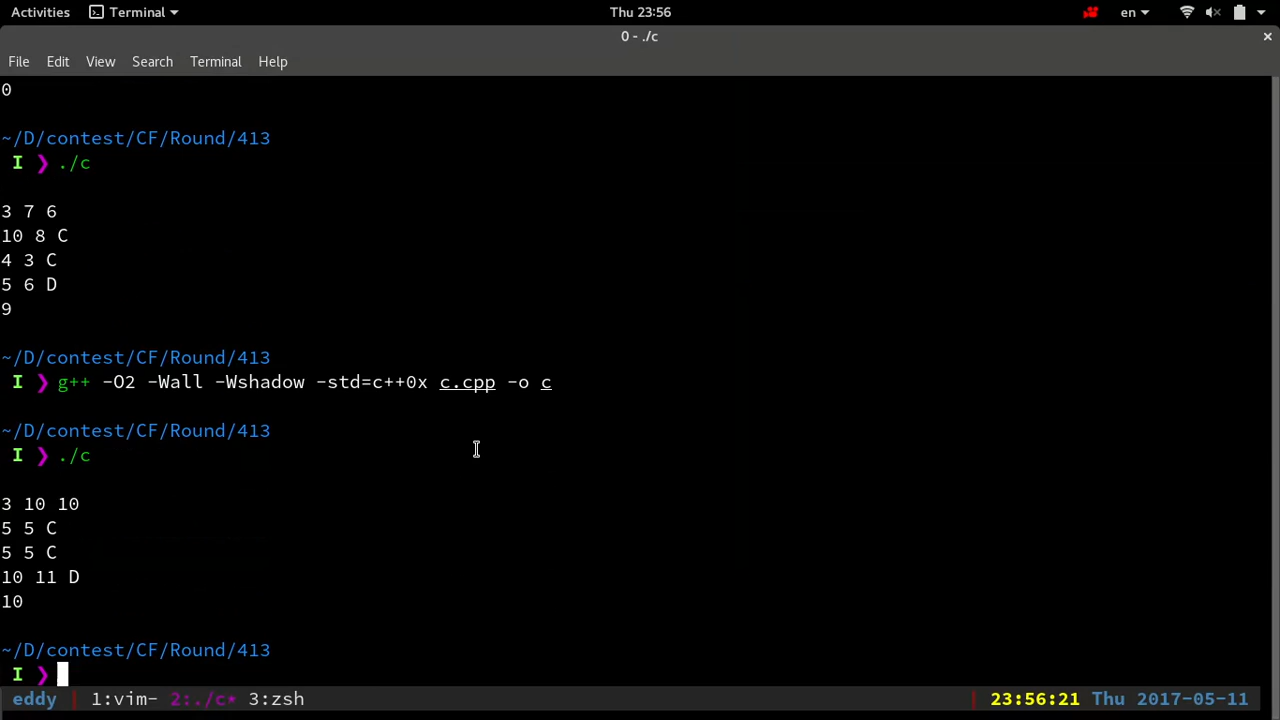 Activities Terminal Thu 23:56 en
0 - ./c ×
File Edit View Search Terminal Help
0
~/D/contest/CF/Round/413
I ❯ ./c
3 7 6
10 8 C
4 3 C
5 6 D
9
~/D/contest/CF/Round/413
I ❯ g++ -O2 -Wall -Wshadow -std=c++0x c.cpp -o c
~/D/contest/CF/Round/413
I ❯ ./c
3 10 10
5 5 C
5 5 C
10 11 D
10
~/D/contest/CF/Round/413
I ❯
eddy | 1:vim- 2:./c* 3:zsh | 23:56:21 Thu 2017-05-11